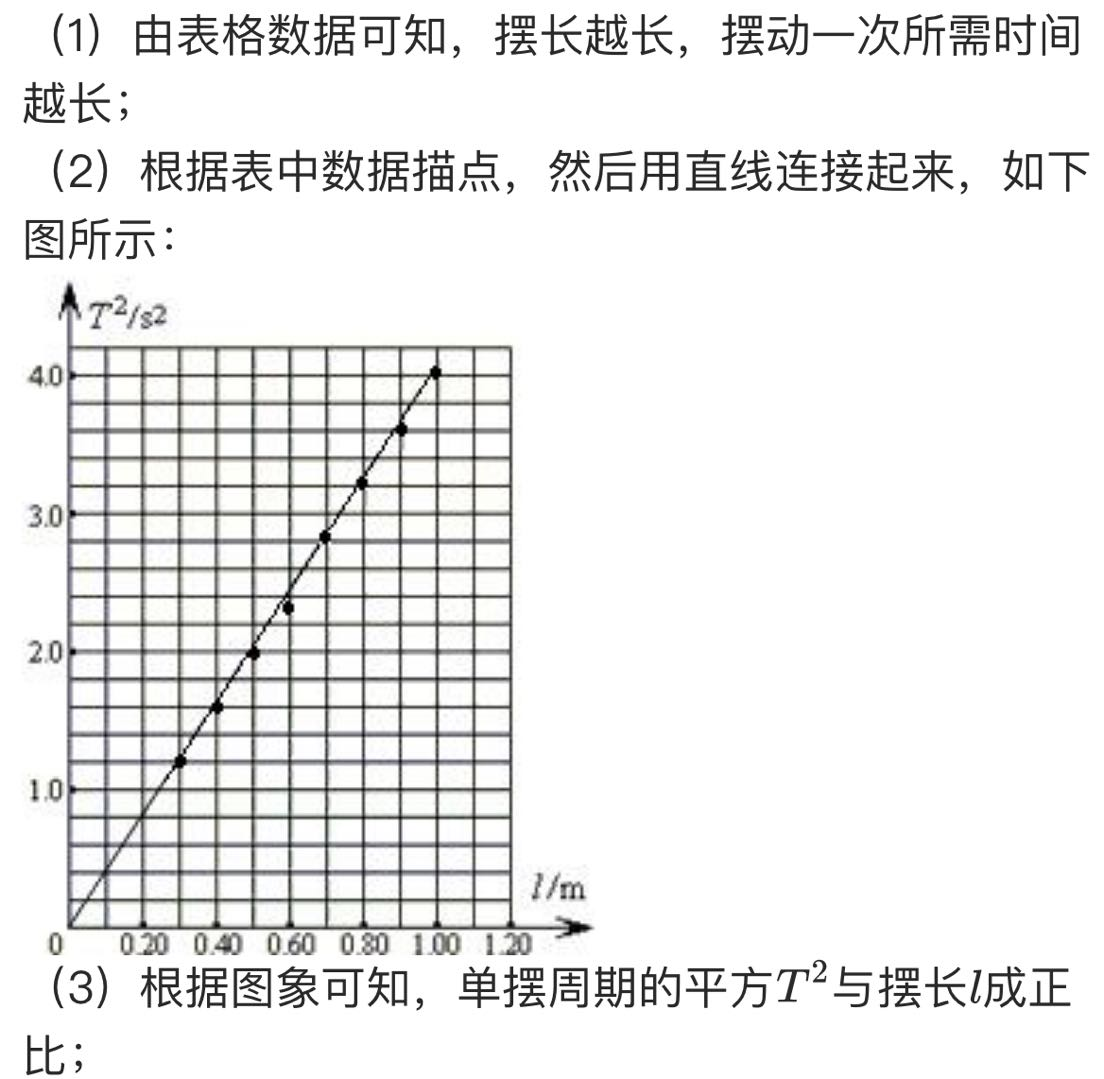 （1）由表格数据可知，摆长越长，摆动一次所需时间
越长；
（2）根据表中数据描点，然后用直线连接起来，如下
图所示：
T²/s²
4.0
3.0
2.0
1.0
l/m
0 0.20 0.40 0.60 0.80 1.00 1.20
（3）根据图象可知，单摆周期的平方T²与摆长l成正
比；